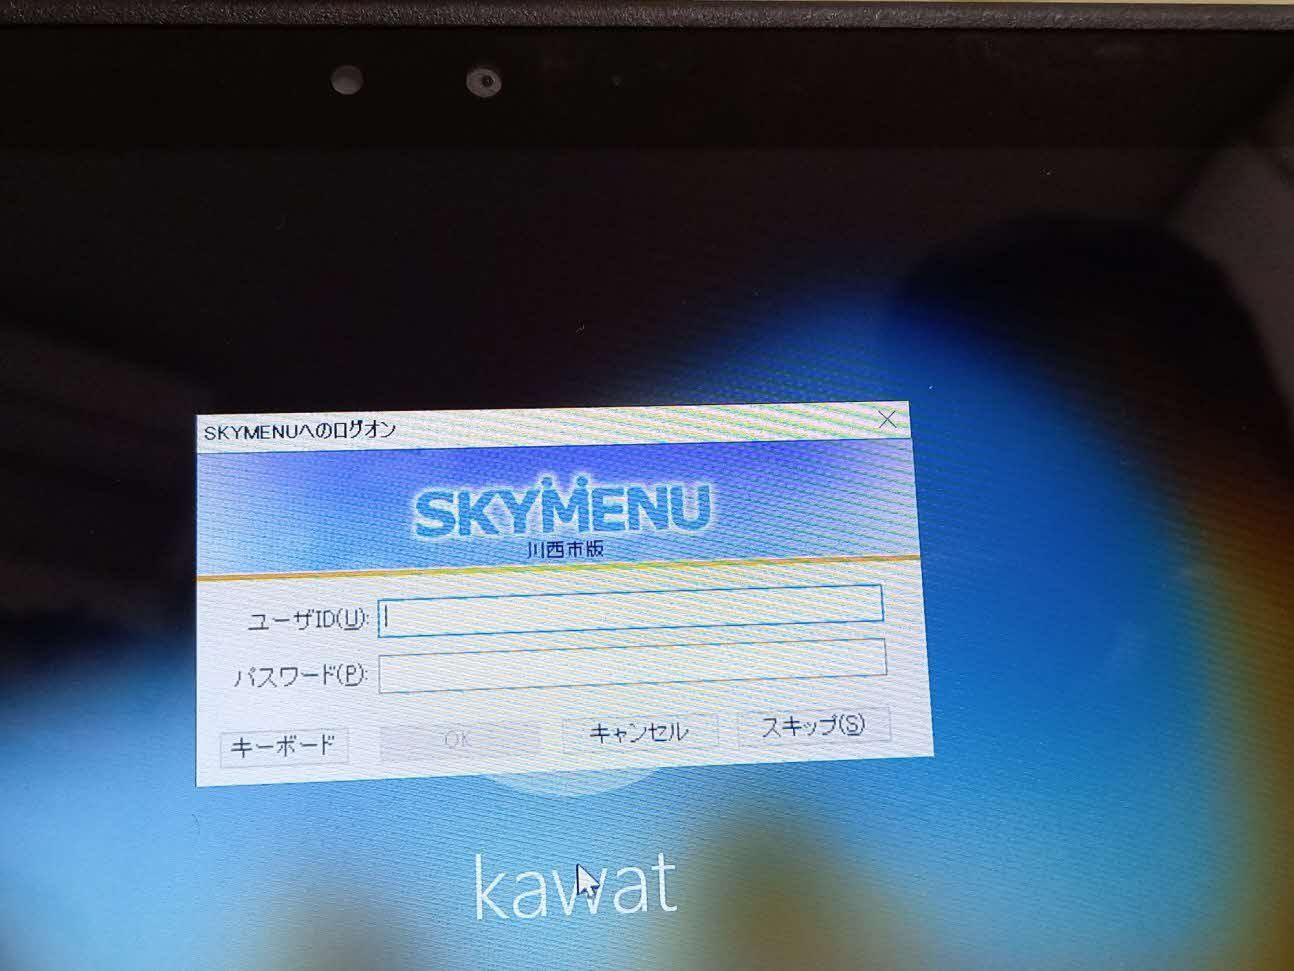 SKYMENUへのログオン
SKYMENU
川西市版
ユーザID(U):
パスワード(P):
キーボード
OK
キャンセル
スキップ(S)
kawat